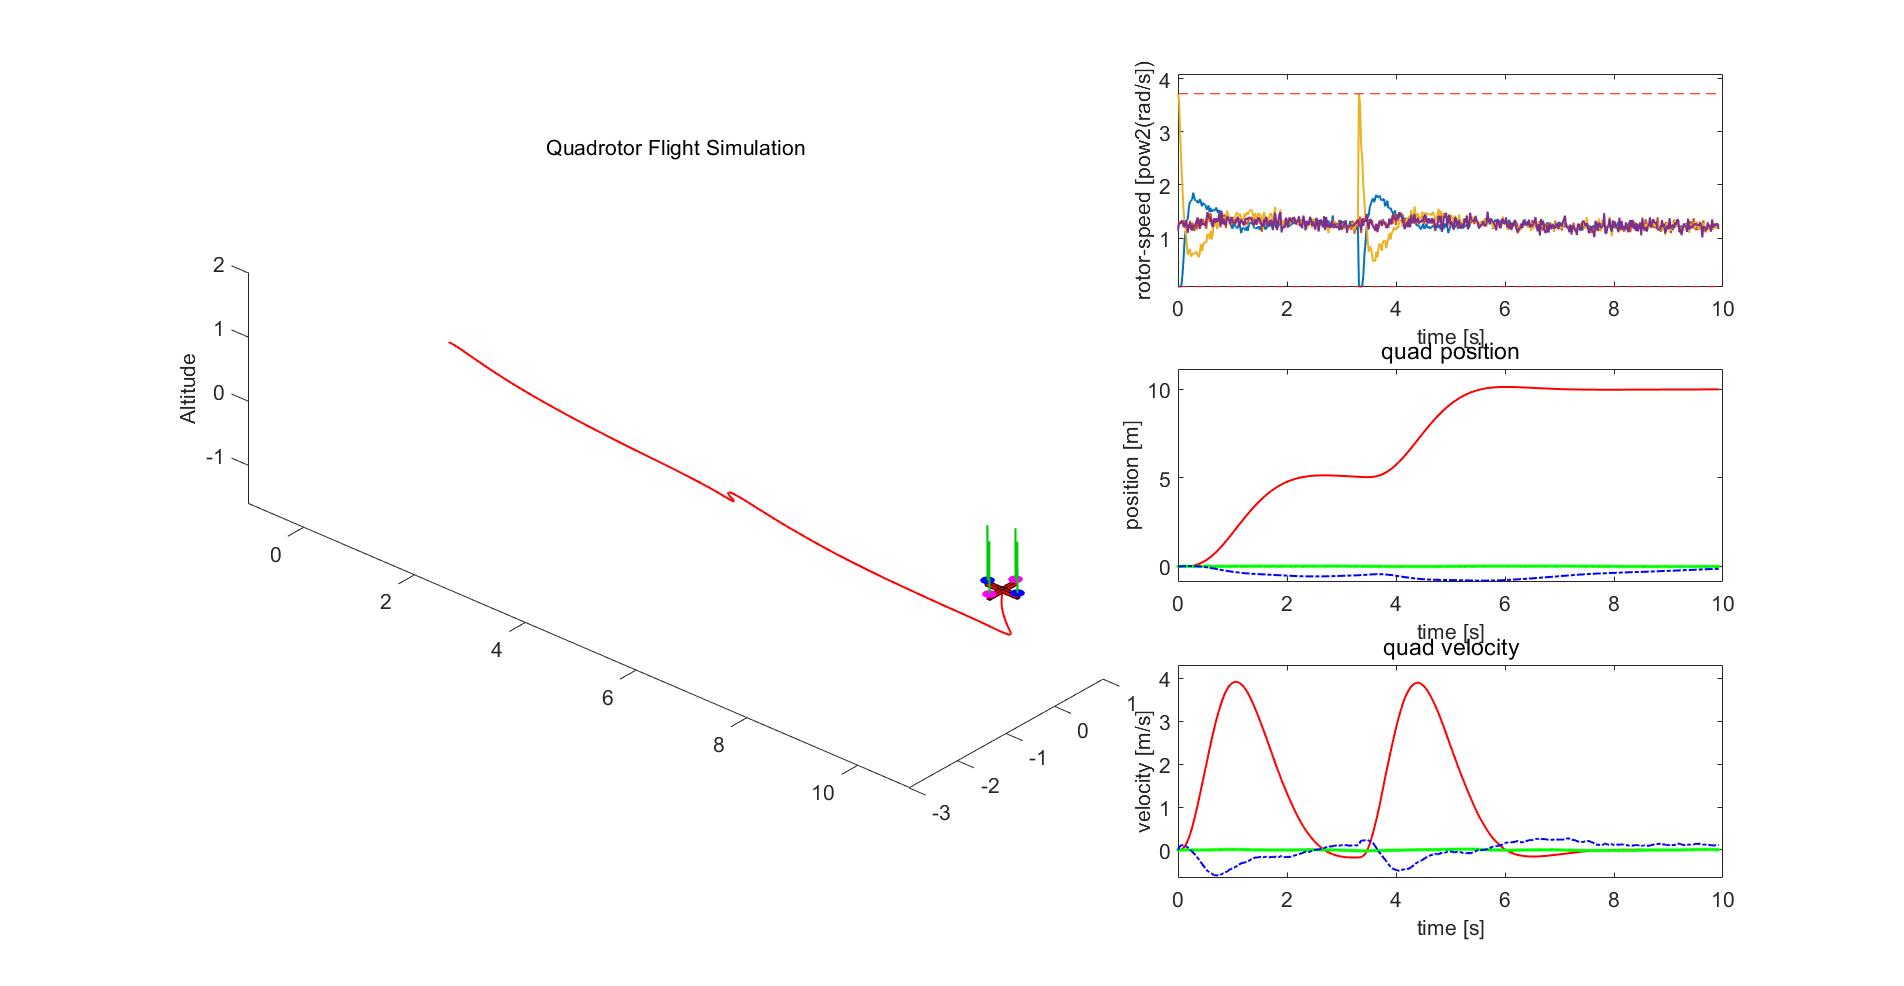 Quadrotor Flight Simulation
Altitude
2
1
0
-1
0
2
4
6
8
10
-3
-2
-1
0
1
rotor-speed [pow2(rad/s])
4
3
2
1
0 2 4 6 8 10
time [s]
quad position
position [m]
10
5
0
0 2 4 6 8 10
time [s]
quad velocity
velocity [m/s]
4
3
2
1
0
0 2 4 6 8 10
time [s]